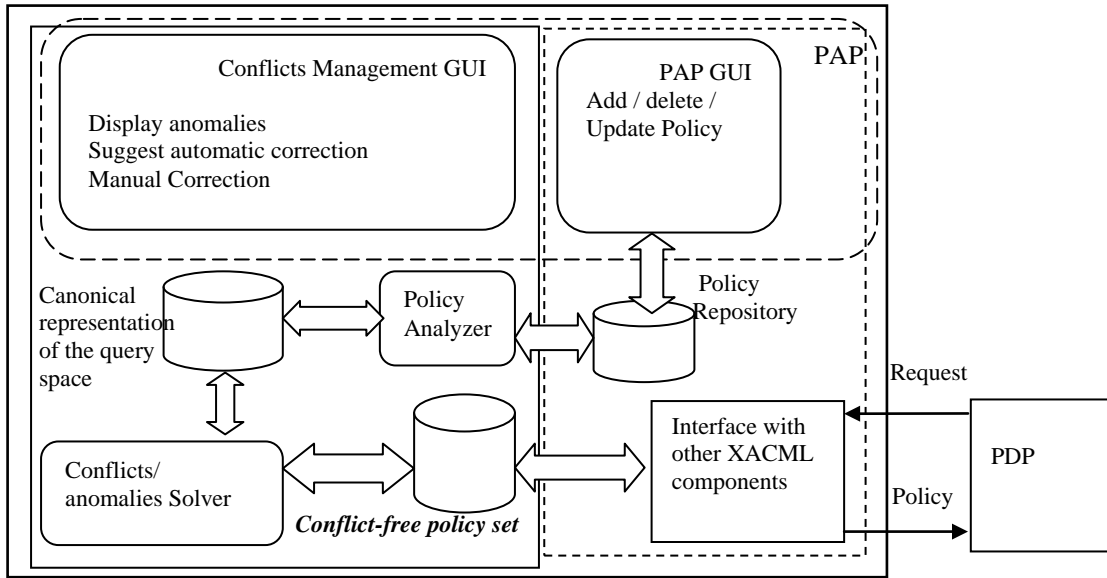 Conflicts Management GUI
Display anomalies
Suggest automatic correction
Manual Correction
PAP GUI
Add / delete /
Update Policy
PAP
Canonical
representation
of the query
space
Policy
Analyzer
Policy
Repository
Conflicts/
anomalies Solver
Conflict-free policy set
Interface with
other XACML
components
Request
Policy
PDP